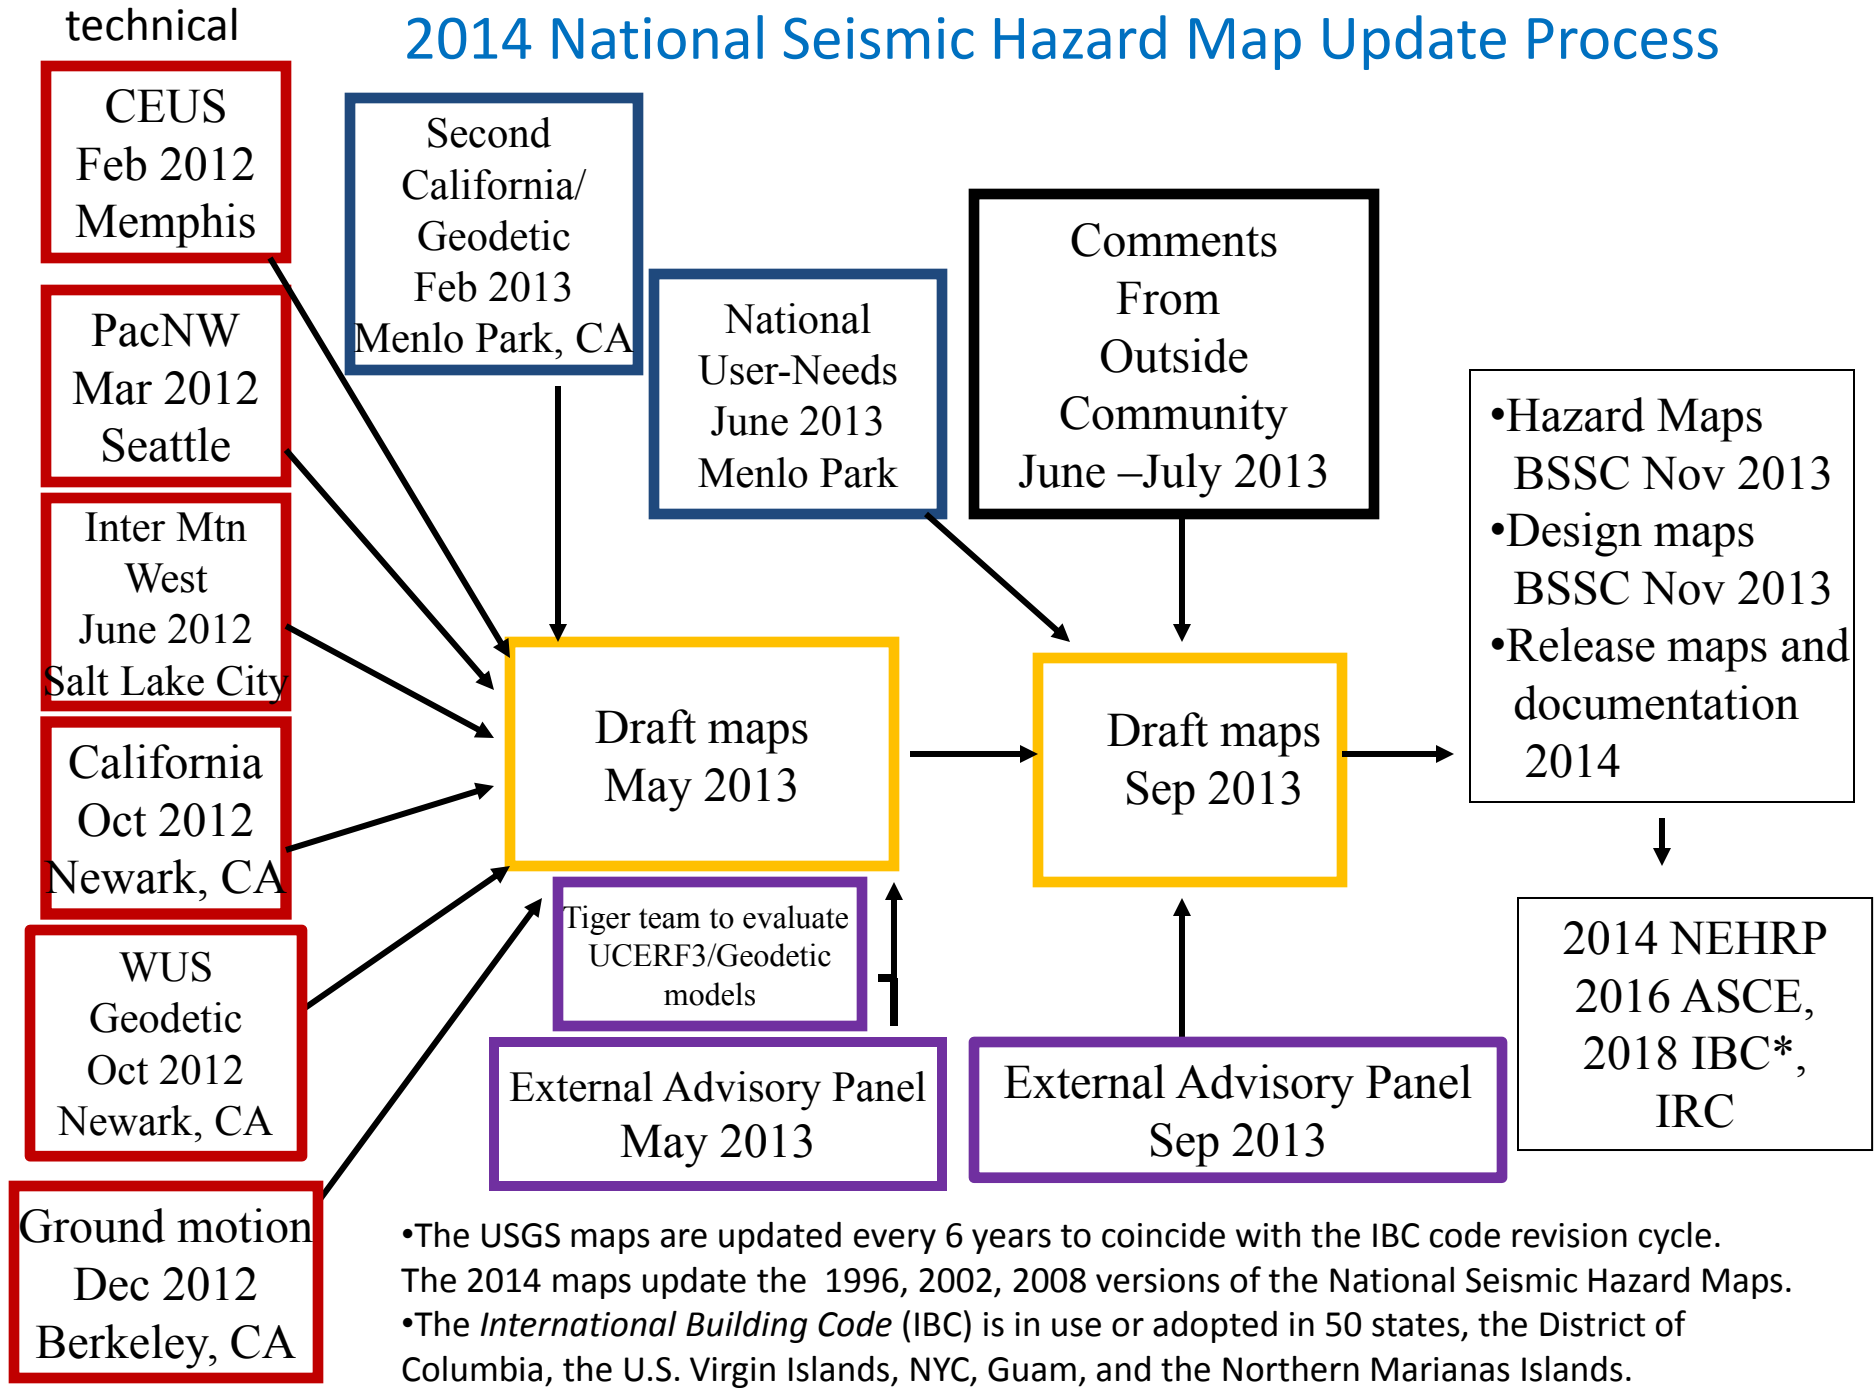 technical
2014 National Seismic Hazard Map Update Process
CEUS
Feb 2012
Memphis
PacNW
Mar 2012
Seattle
Inter Mtn
West
June 2012
Salt Lake City
California
Oct 2012
Newark, CA
WUS
Geodetic
Oct 2012
Newark, CA
Ground motion
Dec 2012
Berkeley, CA
Second
California/
Geodetic
Feb 2013
Menlo Park, CA
National
User-Needs
June 2013
Menlo Park
Comments
From
Outside
Community
June –July 2013
Draft maps
May 2013
Tiger team to evaluate
UCERF3/Geodetic
models
External Advisory Panel
May 2013
Draft maps
Sep 2013
External Advisory Panel
Sep 2013
•Hazard Maps
BSSC Nov 2013
•Design maps
BSSC Nov 2013
•Release maps and
documentation
2014
2014 NEHRP
2016 ASCE,
2018 IBC*,
IRC
•The USGS maps are updated every 6 years to coincide with the IBC code revision cycle.
The 2014 maps update the  1996, 2002, 2008 versions of the National Seismic Hazard Maps.
•The International Building Code (IBC) is in use or adopted in 50 states, the District of
Columbia, the U.S. Virgin Islands, NYC, Guam, and the Northern Marianas Islands.